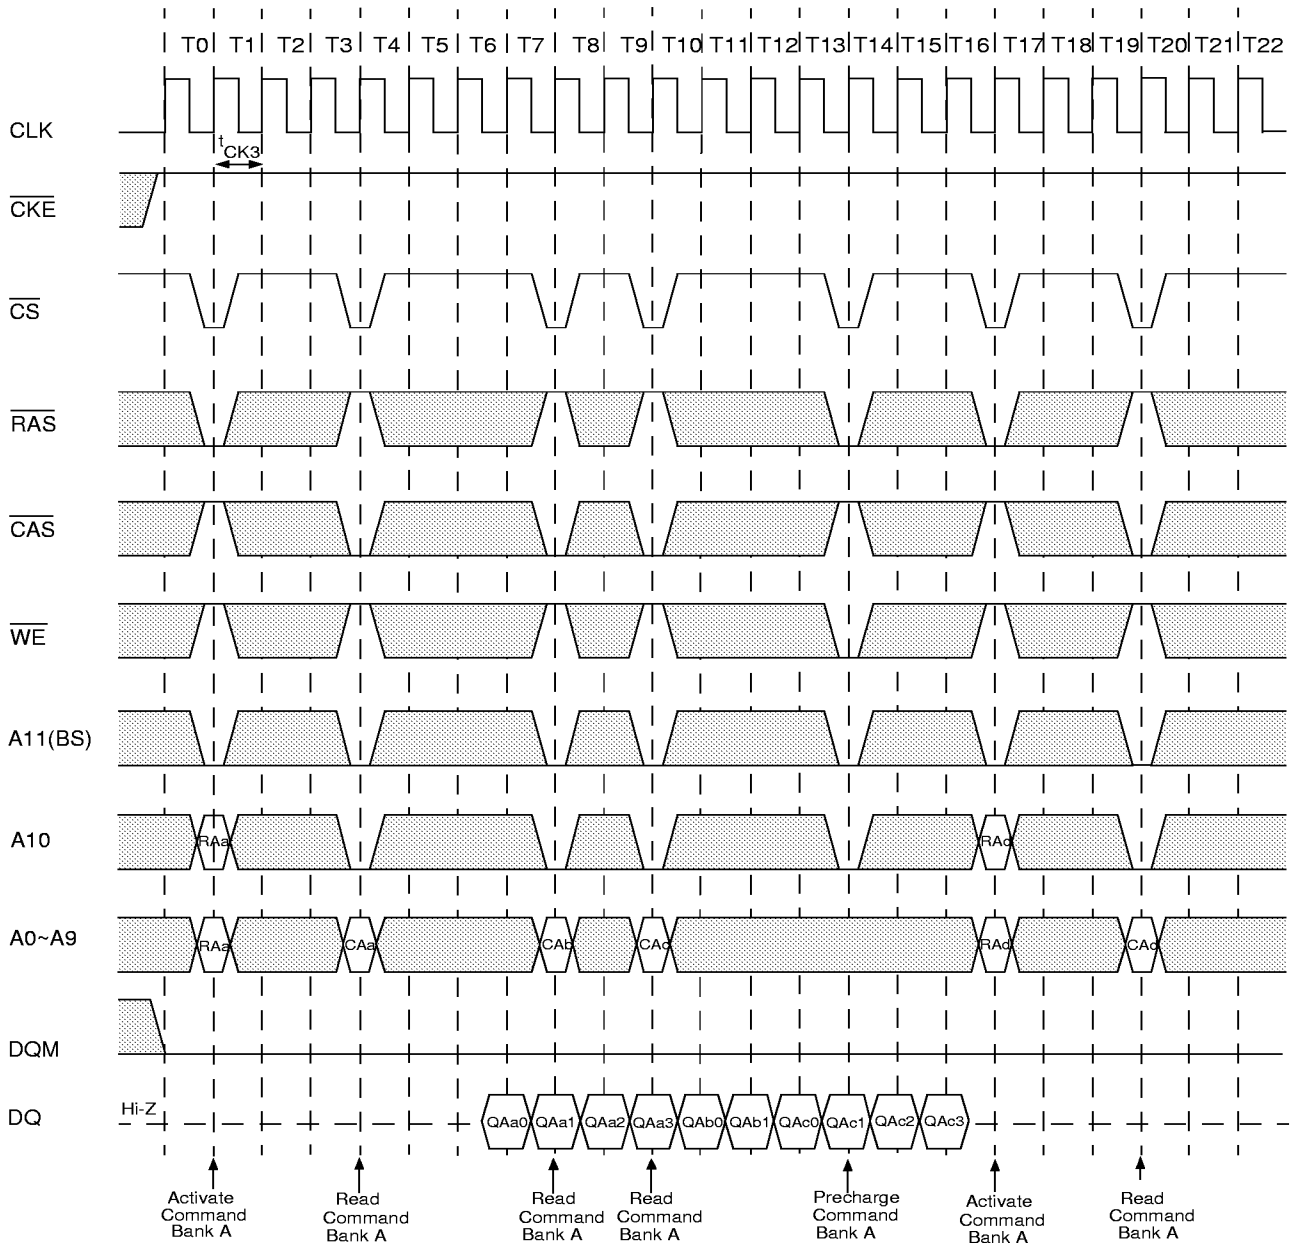 T0 T1 T2 T3 T4 T5 T6 T7 T8 T9 T10 T11 T12 T13 T14 T15 T16 T17 T18 T19 T20 T21 T22
CLK
tCK3
CKE
CS
RAS
CAS
WE
A11(BS)
A10
RAa RAd
A0~A9
RAa CAa CAb CAc RAd CAd
DQM
DQ
Hi-Z
QAa0 QAa1 QAa2 QAa3 QAb0 QAb1 QAc0 QAc1 QAc2 QAc3
Activate
Command
Bank A
Read
Command
Bank A
Read
Command
Bank A
Read
Command
Bank A
Precharge
Command
Bank A
Activate
Command
Bank A
Read
Command
Bank A